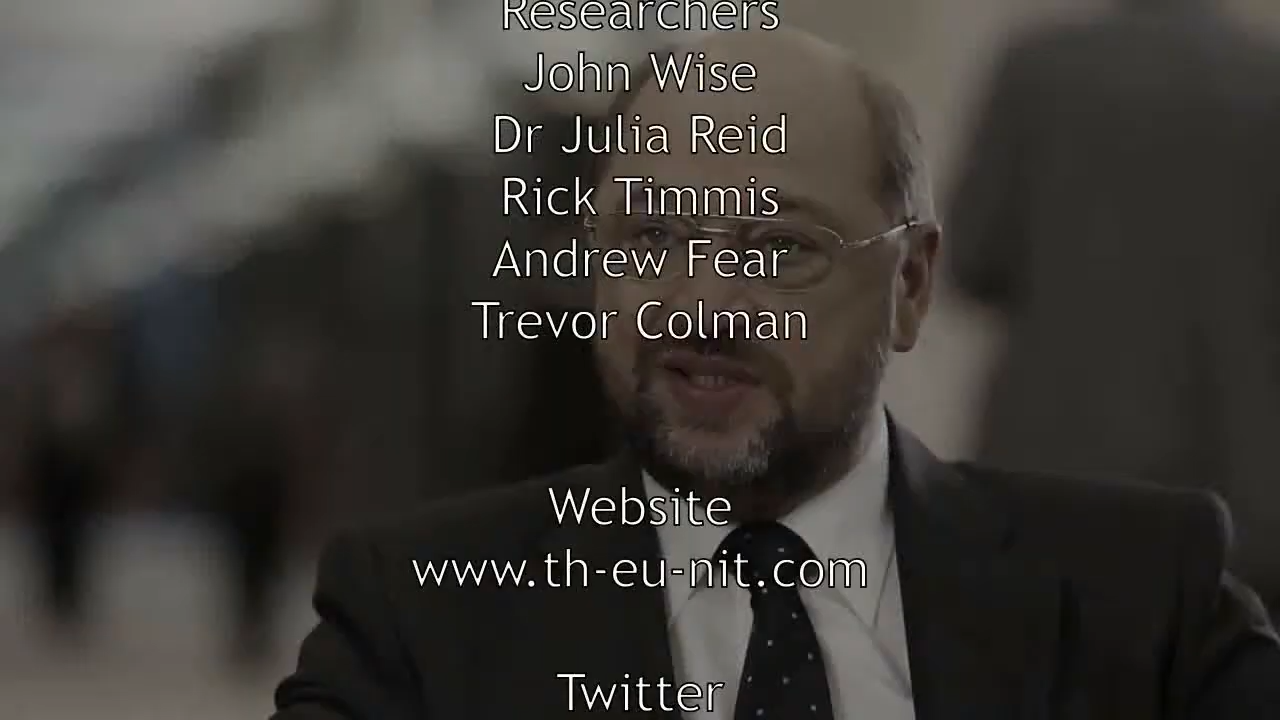 Researchers
John Wise
Dr Julia Reid
Rick Timmis
Andrew Fear
Trevor Colman
Website
www.th-eu-nit.com
Twitter